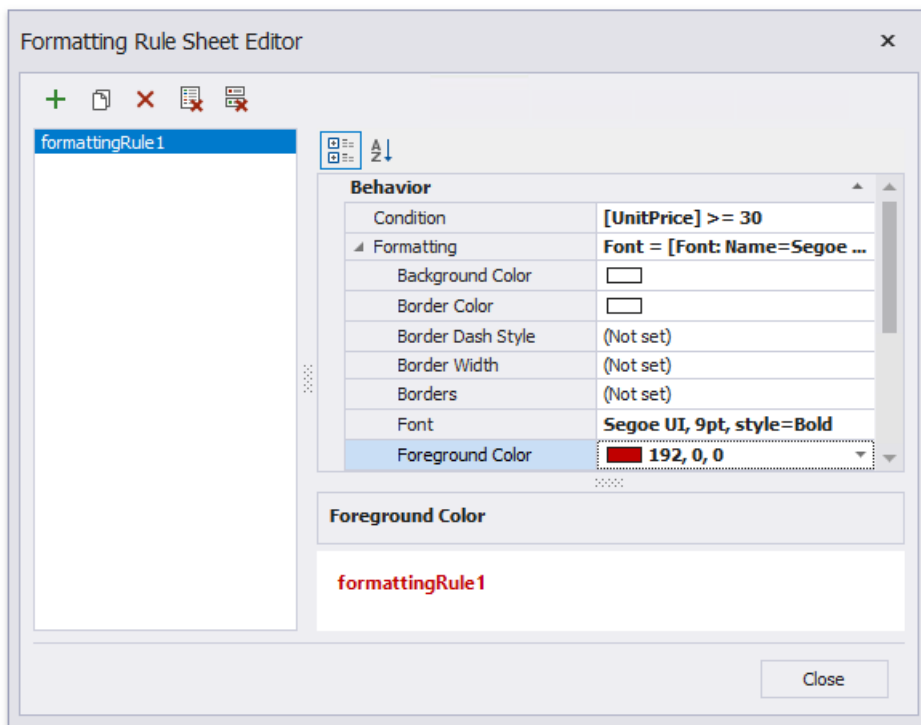 Formatting Rule Sheet Editor
formattingRule1
Behavior
Condition [UnitPrice] >= 30
Formatting Font = [Font: Name=Segoe ...
Background Color
Border Color
Border Dash Style (Not set)
Border Width (Not set)
Borders (Not set)
Font Segoe UI, 9pt, style=Bold
Foreground Color 192, 0, 0
Foreground Color
formattingRule1
Close